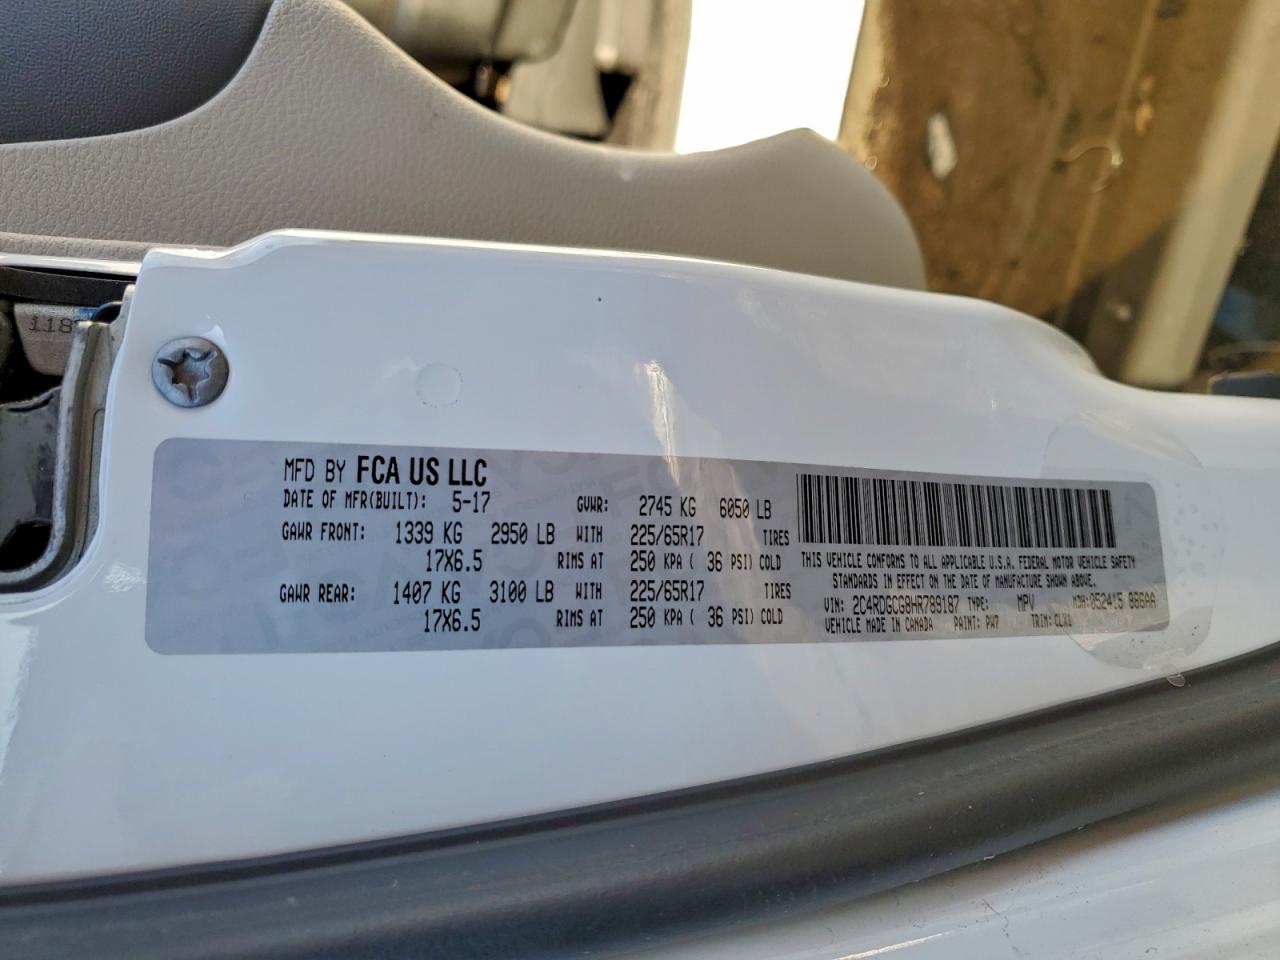 MFD BY FCA US LLC
DATE OF MFR(BUILT): 5-17 GVWR: 2745 KG 6050 LB
GAWR FRONT: 1339 KG 2950 LB WITH 225/65R17 TIRES
17X6.5 RIMS AT 250 KPA ( 36 PSI) COLD
GAWR REAR: 1407 KG 3100 LB WITH 225/65R17 TIRES
17X6.5 RIMS AT 250 KPA ( 36 PSI) COLD
THIS VEHICLE CONFORMS TO ALL APPLICABLE U.S.A. FEDERAL MOTOR VEHICLE SAFETY
STANDARDS IN EFFECT ON THE DATE OF MANUFACTURE SHOWN ABOVE.
VIN: 2C4RDGCG8HR789187 TYPE: MPV MDH:052415 886AA
VEHICLE MADE IN CANADA PAINT: PW7 TRIM: